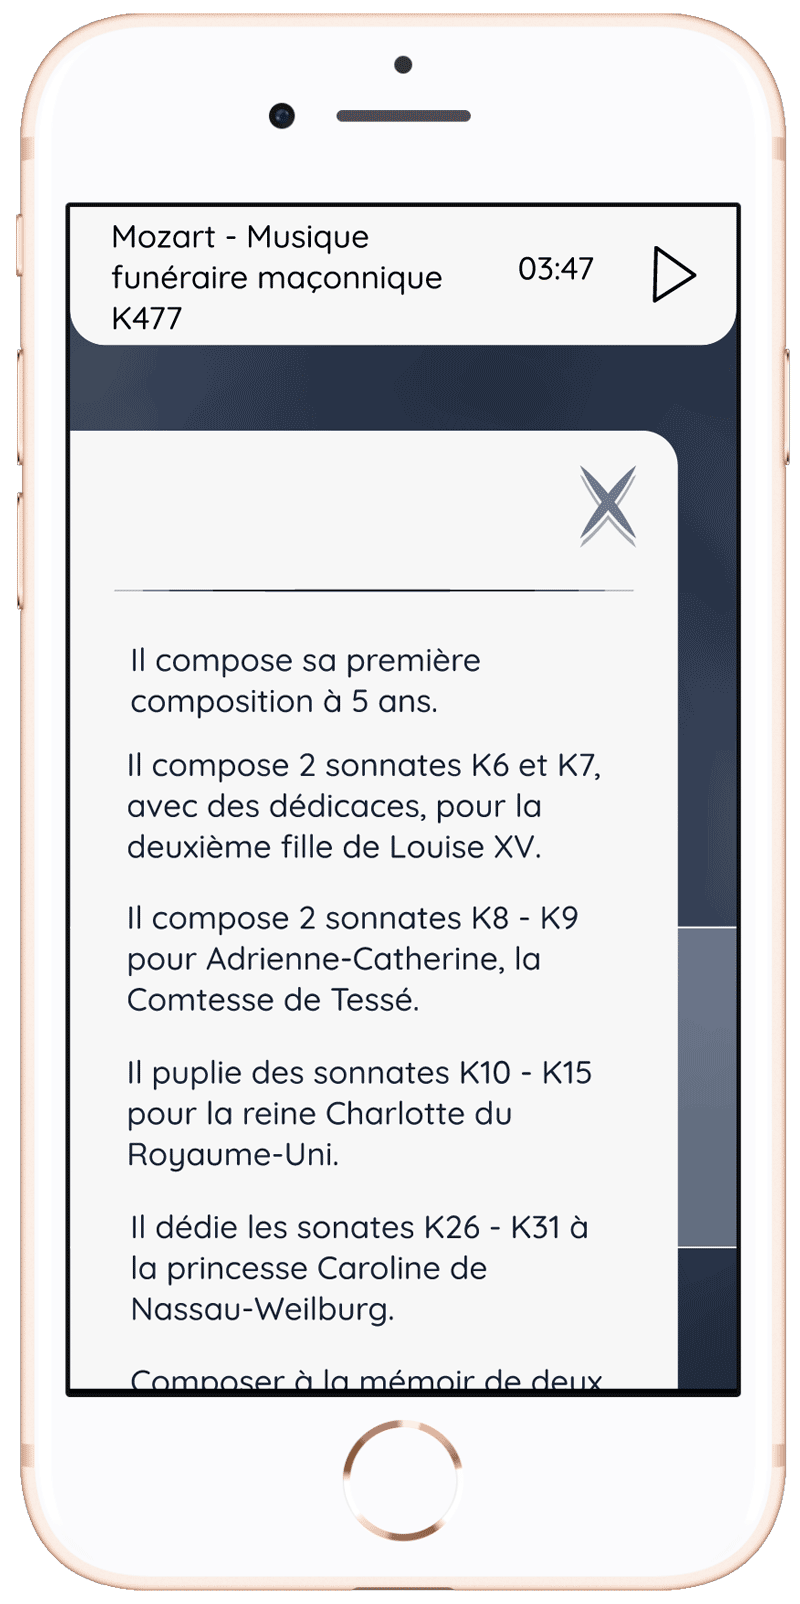 Mozart - Musique
funéraire maçonnique
K477
03:47
Il compose sa première
composition à 5 ans.
Il compose 2 sonnates K6 et K7,
avec des dédicaces, pour la
deuxième fille de Louise XV.
Il compose 2 sonnates K8 - K9
pour Adrienne-Catherine, la
Comtesse de Tessé.
Il puplie des sonnates K10 - K15
pour la reine Charlotte du
Royaume-Uni.
Il dédie les sonates K26 - K31 à
la princesse Caroline de
Nassau-Weilburg.
Composer à la mémoir de deux